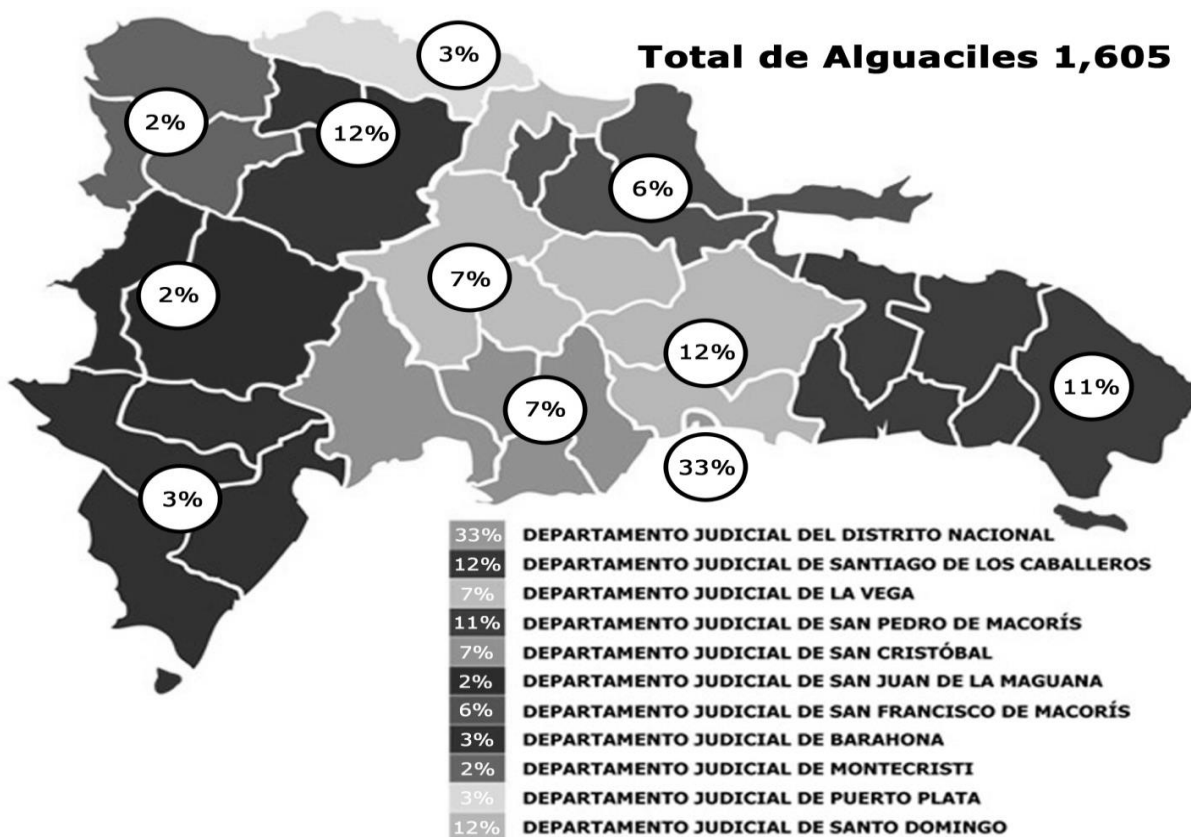 3%
Total de Alguaciles 1,605
2%
12%
6%
2%
7%
12%
11%
7%
33%
3%
33% DEPARTAMENTO JUDICIAL DEL DISTRITO NACIONAL
12% DEPARTAMENTO JUDICIAL DE SANTIAGO DE LOS CABALLEROS
7% DEPARTAMENTO JUDICIAL DE LA VEGA
11% DEPARTAMENTO JUDICIAL DE SAN PEDRO DE MACORÍS
7% DEPARTAMENTO JUDICIAL DE SAN CRISTÓBAL
2% DEPARTAMENTO JUDICIAL DE SAN JUAN DE LA MAGUANA
6% DEPARTAMENTO JUDICIAL DE SAN FRANCISCO DE MACORÍS
3% DEPARTAMENTO JUDICIAL DE BARAHONA
2% DEPARTAMENTO JUDICIAL DE MONTECRISTI
3% DEPARTAMENTO JUDICIAL DE PUERTO PLATA
12% DEPARTAMENTO JUDICIAL DE SANTO DOMINGO